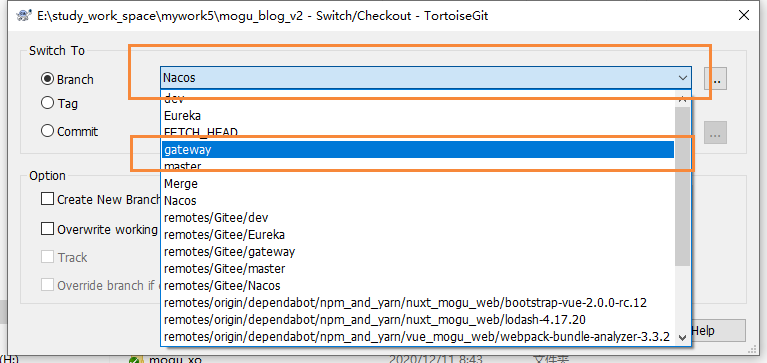 E:\study_work_space\mywork5\mogu_blog_v2 - Switch/Checkout - TortoiseGit
Switch To
Branch
Nacos
..
Tag
Commit
...
dev
Eureka
FETCH_HEAD
gateway
master
Merge
Nacos
remotes/Gitee/dev
remotes/Gitee/Eureka
remotes/Gitee/gateway
remotes/Gitee/master
remotes/Gitee/Nacos
remotes/origin/dependabot/npm_and_yarn/nuxt_mogu_web/bootstrap-vue-2.0.0-rc.12
remotes/origin/dependabot/npm_and_yarn/nuxt_mogu_web/lodash-4.17.20
remotes/origin/dependabot/npm_and_yarn/vue_mogu_web/webpack-bundle-analyzer-3.3.2
Option
Create New Branch
Overwrite working
Track
Override branch if
Help
(H:)
mogu_xo
2020/12/11 8:43
文件夹